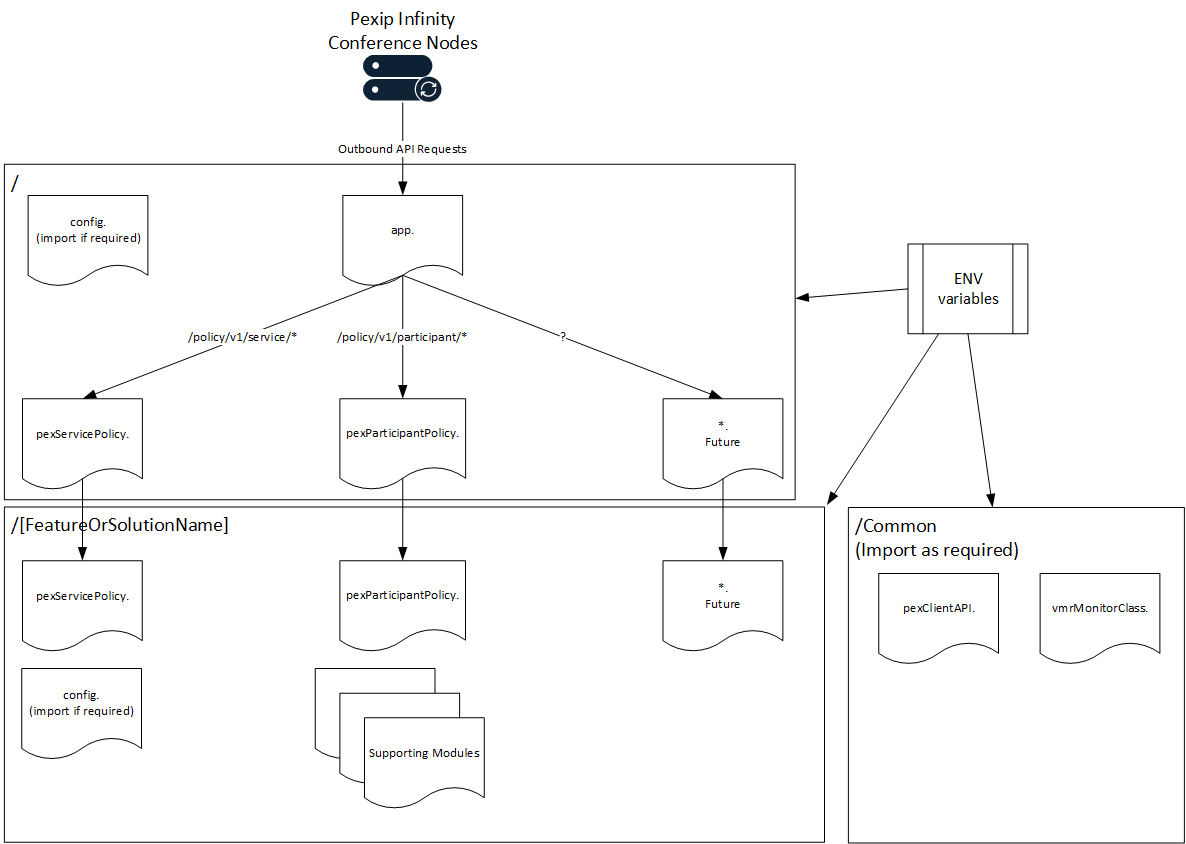 Pexip Infinity
Conference Nodes
Outbound API Requests
/
config.
(import if required)
app.
ENV
variables
/policy/v1/service/*
/policy/v1/participant/*
?
pexServicePolicy.
pexParticipantPolicy.
*.
Future
/[FeatureOrSolutionName]
/Common
(Import as required)
pexServicePolicy.
pexParticipantPolicy.
*.
Future
pexClientAPI.
vmrMonitorClass.
config.
(import if required)
Supporting Modules